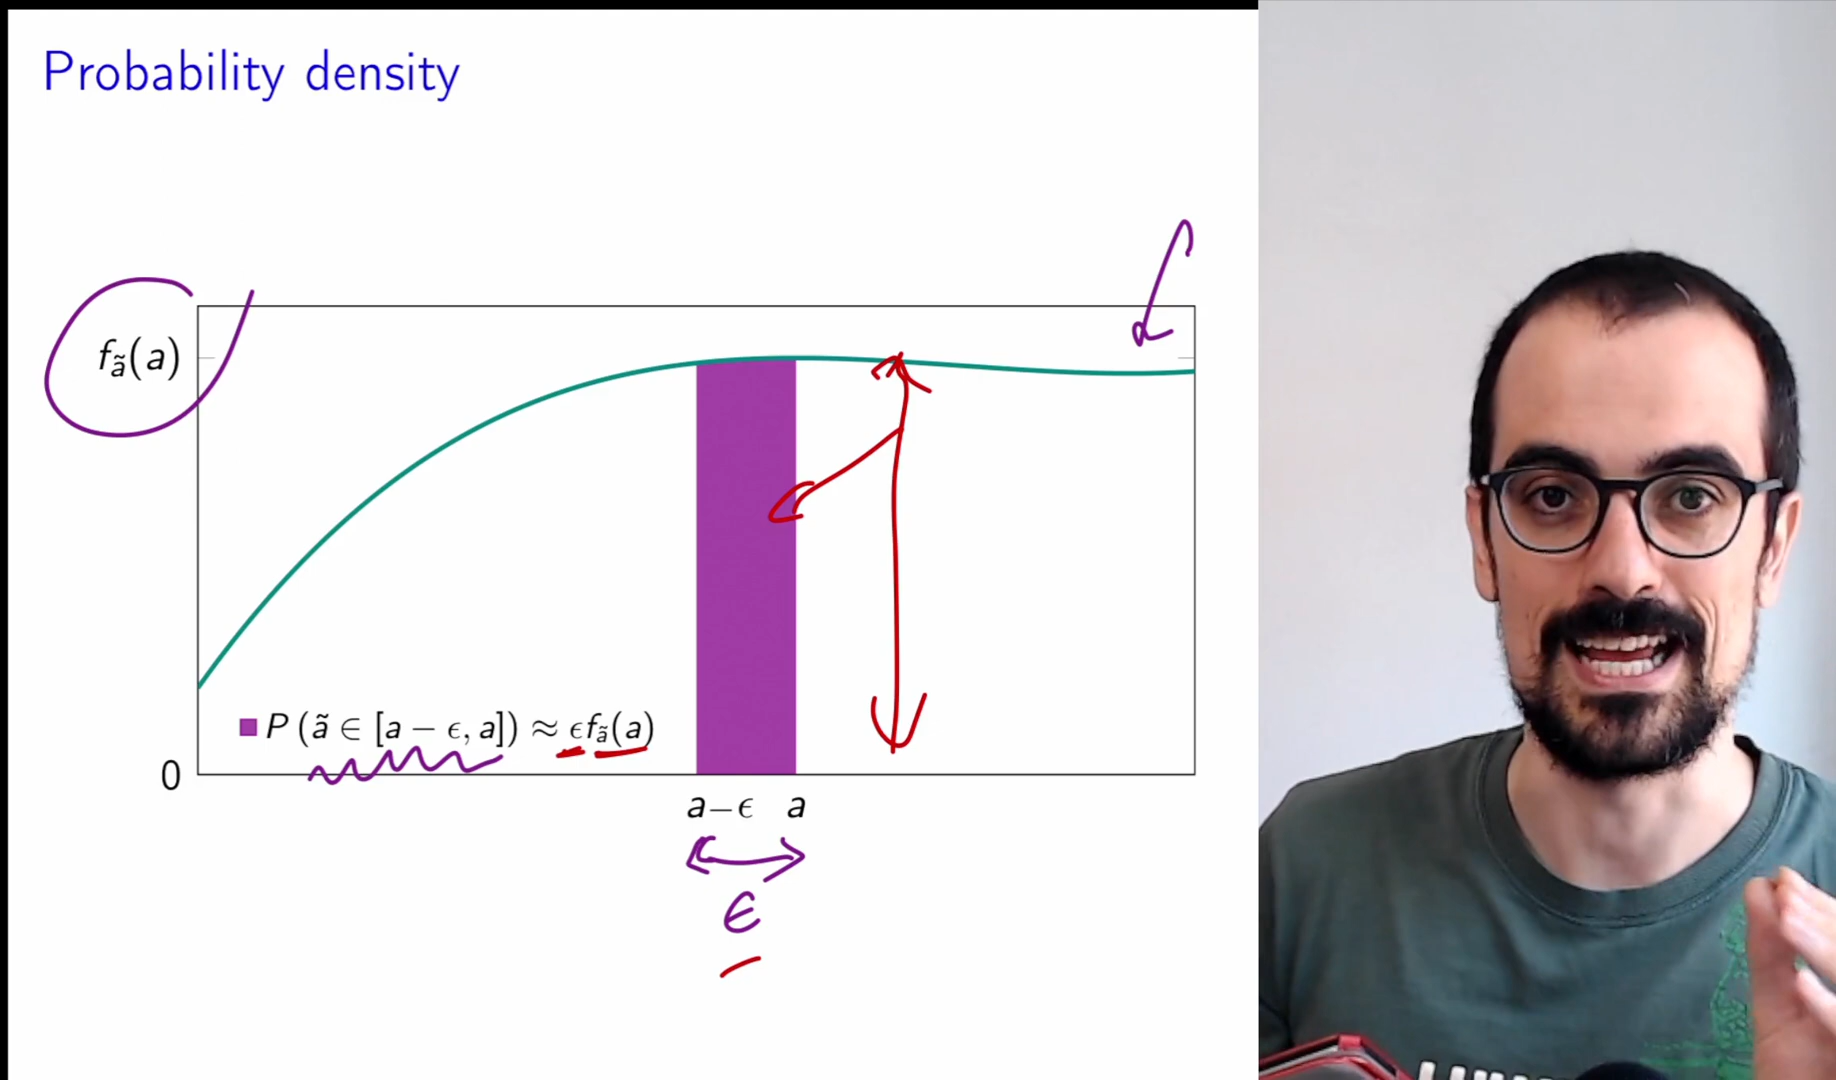 Probability density
f_ã(a)
P (ã ∈ [a − ϵ, a]) ≈ ϵf_ã(a)
0
a−ϵ a
ϵ